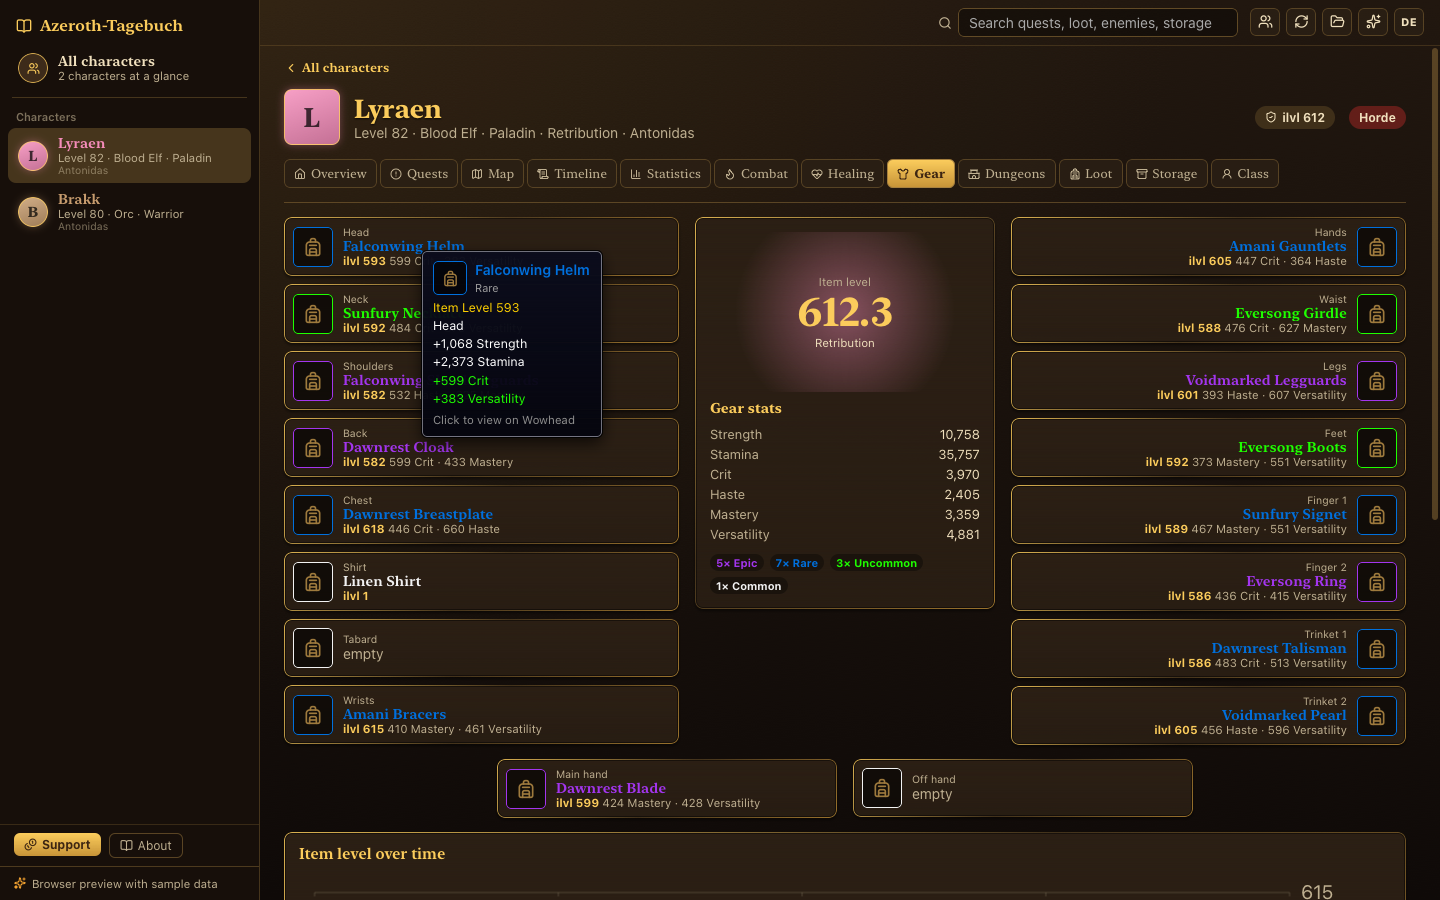 Azeroth-Tagebuch
All characters
2 characters at a glance
Characters
L
Lyraen
Level 82 · Blood Elf · Paladin
Antonidas
B
Brakk
Level 80 · Orc · Warrior
Antonidas
Support
About
Browser preview with sample data
Search quests, loot, enemies, storage
DE
All characters
L
Lyraen
Level 82 · Blood Elf · Paladin · Retribution · Antonidas
ilvl 612
Horde
Overview
Quests
Map
Timeline
Statistics
Combat
Healing
Gear
Dungeons
Loot
Storage
Class
Head
Falconwing Helm
ilvl 593 599 C
Neck
Sunfury Ne
ilvl 592 484 C
Shoulders
Falconwing
ilvl 582 532 H
Back
Dawnrest Cloak
ilvl 582 599 Crit · 433 Mastery
Chest
Dawnrest Breastplate
ilvl 618 446 Crit · 660 Haste
Shirt
Linen Shirt
ilvl 1
Tabard
empty
Wrists
Amani Bracers
ilvl 615 410 Mastery · 461 Versatility
Falconwing Helm
Rare
Item Level 593
Head
+1,068 Strength
+2,373 Stamina
+599 Crit
+383 Versatility
Click to view on Wowhead
Item level
612.3
Retribution
Gear stats
Strength 10,758
Stamina 35,757
Crit 3,970
Haste 2,405
Mastery 3,359
Versatility 4,881
5× Epic 7× Rare 3× Uncommon
1× Common
Hands
Amani Gauntlets
ilvl 605 447 Crit · 364 Haste
Waist
Eversong Girdle
ilvl 588 476 Crit · 627 Mastery
Legs
Voidmarked Legguards
ilvl 601 393 Haste · 607 Versatility
Feet
Eversong Boots
ilvl 592 373 Mastery · 551 Versatility
Finger 1
Sunfury Signet
ilvl 589 467 Mastery · 551 Versatility
Finger 2
Eversong Ring
ilvl 586 436 Crit · 415 Versatility
Trinket 1
Dawnrest Talisman
ilvl 586 483 Crit · 513 Versatility
Trinket 2
Voidmarked Pearl
ilvl 605 456 Haste · 596 Versatility
Main hand
Dawnrest Blade
ilvl 599 424 Mastery · 428 Versatility
Off hand
empty
Item level over time
615